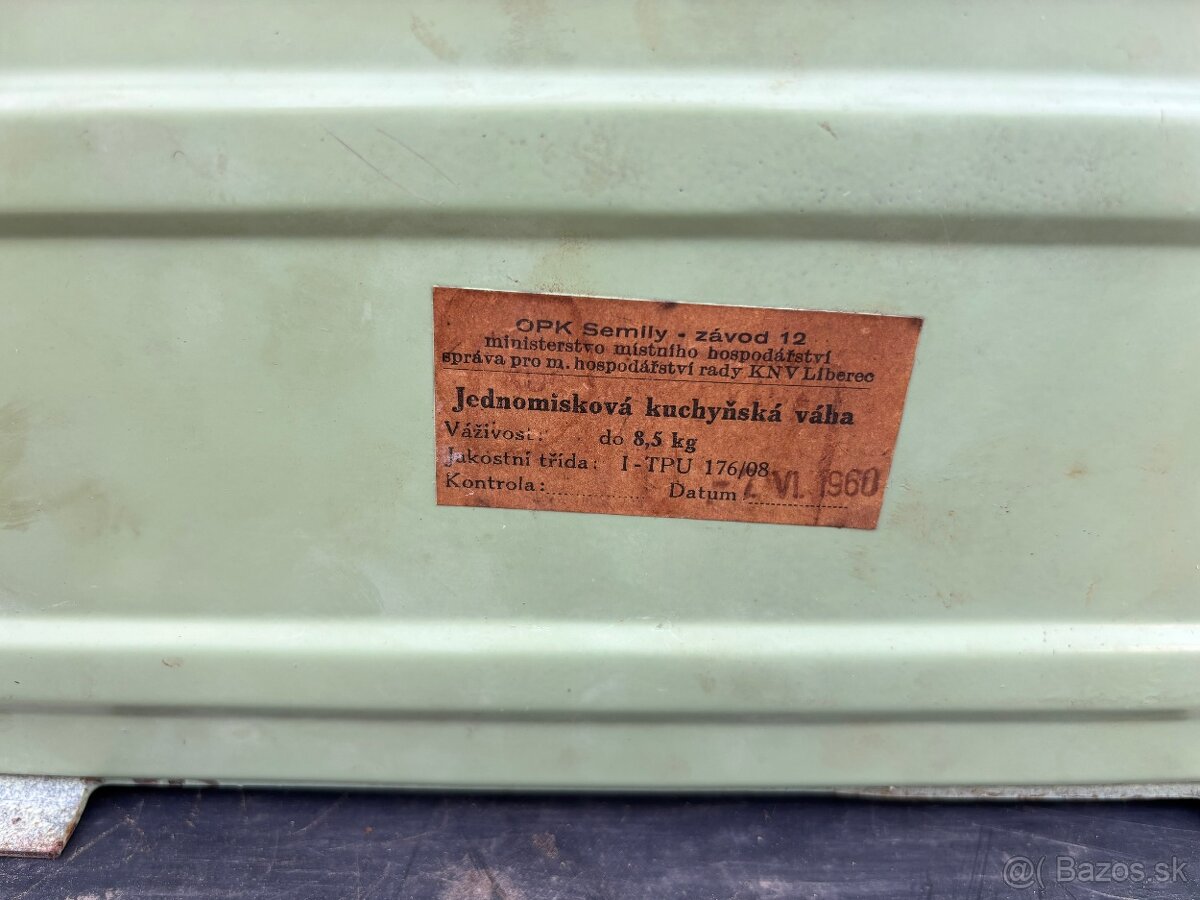 OPK Semily - závod 12
ministerstvo místního hospodářství
správa pro m. hospodářství rady KNV Liberec
Jednomisková kuchyňská váha
Váživost: do 8,5 kg
Jakostní třída: I-TPU 176/08
Kontrola: Datum VI. 1960
@( Bazos.sk